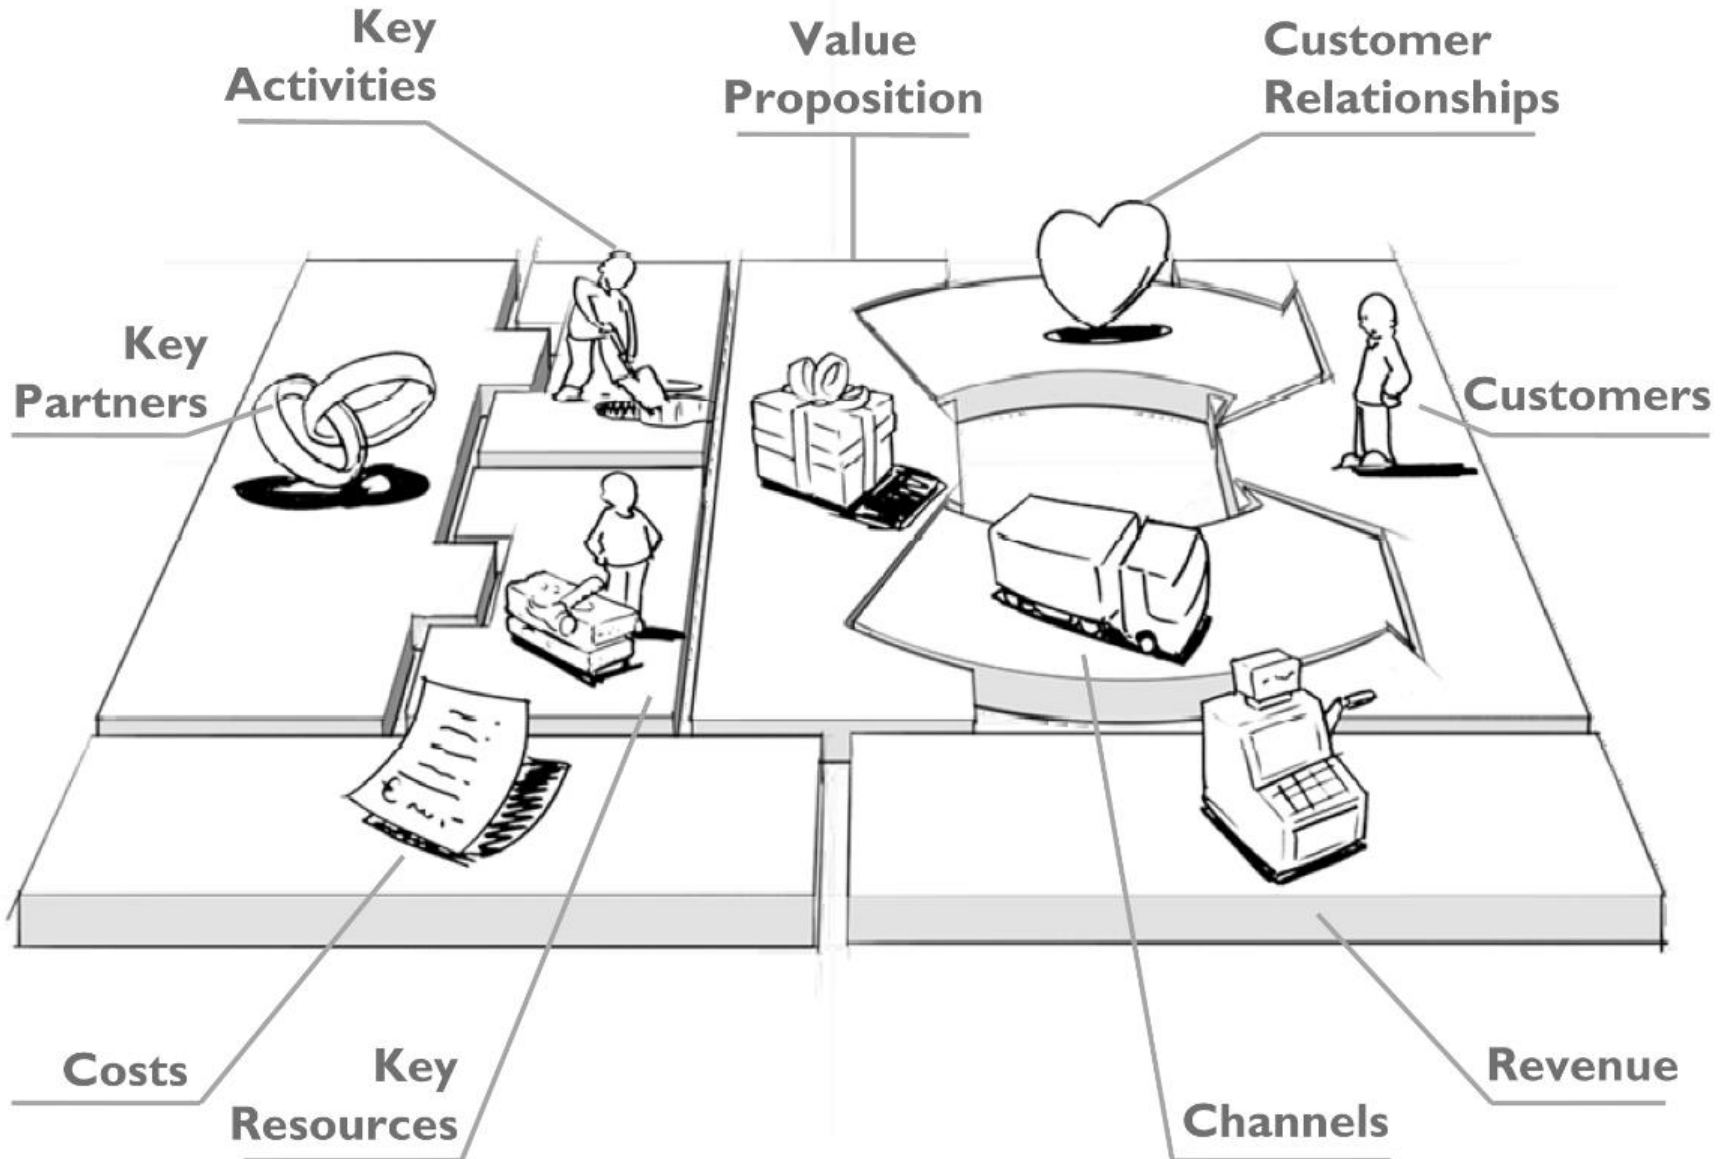 Key
Activities
Value
Proposition
Customer
Relationships
Key
Partners
Customers
Costs
Key
Resources
Channels
Revenue
€